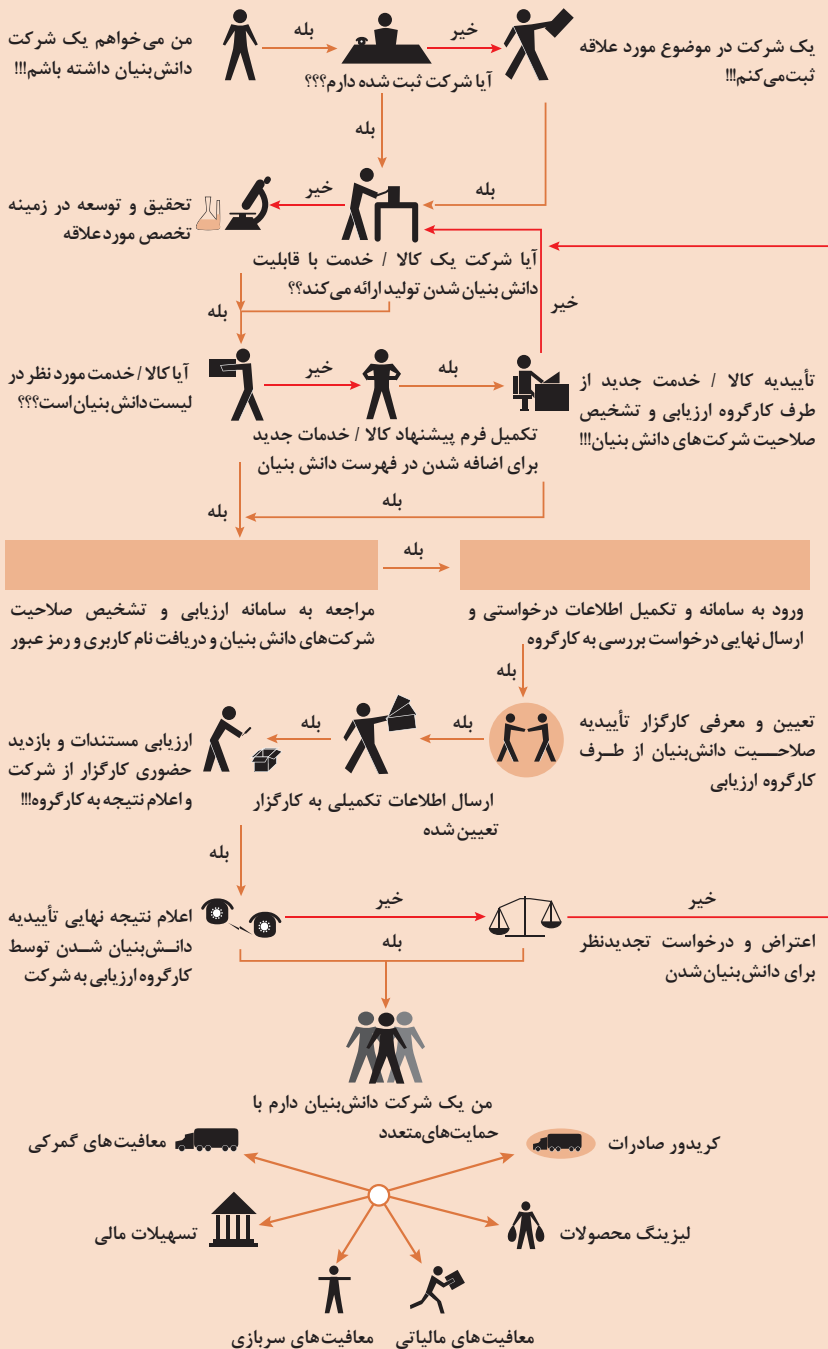 من می‌خواهم یک شرکت
دانش‌بنیان داشته باشم!!!
بله
آیا شرکت ثبت شده دارم؟؟؟
خیر
یک شرکت در موضوع مورد علاقه
ثبت‌می‌کنم!!!
بله
بله
خیر
تحقیق و توسعه در زمینه
تخصص موردعلاقه
آیا شرکت یک کالا / خدمت با قابلیت
دانش‌بنیان شدن تولید ارائه می‌کند؟؟
خیر
بله
آیا کالا / خدمت مورد نظر در
لیست دانش‌بنیان است؟؟؟
خیر
تکمیل فرم پیشنهاد کالا / خدمات جدید
برای اضافه شدن در فهرست دانش بنیان
بله
تأییدیه کالا / خدمت جدید از
طرف کارگروه ارزیابی و تشخیص
صلاحیت شرکت‌های دانش بنیان!!!
بله
بله
بله
مراجعه به سامانه ارزیابی و تشخیص صلاحیت
شرکت‌های دانش بنیان و دریافت نام کاربری و رمز عبور
ورود به سامانه و تکمیل اطلاعات درخواستی و
ارسال نهایی درخواست بررسی به کارگروه
بله
تعیین و معرفی کارگزار تأییدیه
صلاحیت دانش‌بنیان از طرف
کارگروه ارزیابی
بله
ارسال اطلاعات تکمیلی به کارگزار
تعیین شده
بله
ارزیابی مستندات و بازدید
حضوری کارگزار از شرکت
و اعلام نتیجه به کارگروه!!!
بله
اعلام نتیجه نهایی تأییدیه
دانش‌بنیان شدن توسط
کارگروه ارزیابی به شرکت
خیر
بله
اعتراض و درخواست تجدیدنظر
برای دانش‌بنیان‌شدن
خیر
من یک شرکت دانش‌بنیان دارم با
حمایت‌های‌متعدد
کریدور صادرات
معافیت‌های گمرکی
لیزینگ محصولات
تسهیلات مالی
معافیت‌های مالیاتی
معافیت‌های سربازی